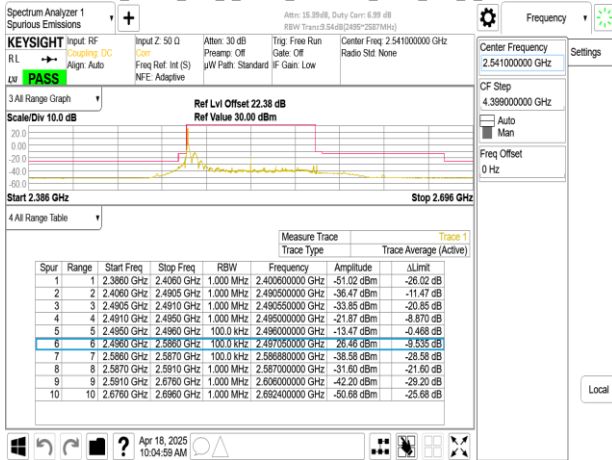 Spectrum Analyzer 1
Spurious Emissions
Attn: 15.39dB, Duty Corr: 6.99 dB
RBW Trans:9.54dB(2495~2587MHz)
Frequency
KEYSIGHT Input: RF Input Z: 50 Ω Atten: 30 dB Trig: Free Run Center Freq: 2.541000000 GHz
RL Coupling: DC Corr Preamp: Off Gate: Off Radio Std: None
Align: Auto Freq Ref: Int (S) µW Path: Standard IF Gain: Low
LXI PASS NFE: Adaptive
Center Frequency
2.541000000 GHz
Settings
CF Step
4.399000000 GHz
Auto
Man
Freq Offset
0 Hz
Local
3 All Range Graph
Scale/Div 10.0 dB
Ref Lvl Offset 22.38 dB
Ref Value 30.00 dBm
20.0
0.00
-20.0
-40.0
-60.0
Start 2.386 GHz Stop 2.696 GHz
4 All Range Table
Measure Trace Trace 1
Trace Type Trace Average (Active)
Spur Range Start Freq Stop Freq RBW Frequency Amplitude ΔLimit
1 1 2.3860 GHz 2.4060 GHz 1.000 MHz 2.400600000 GHz -51.02 dBm -26.02 dB
2 2 2.4060 GHz 2.4905 GHz 1.000 MHz 2.490500000 GHz -36.47 dBm -11.47 dB
3 3 2.4905 GHz 2.4910 GHz 1.000 MHz 2.490550000 GHz -33.85 dBm -20.85 dB
4 4 2.4910 GHz 2.4950 GHz 1.000 MHz 2.495000000 GHz -21.87 dBm -8.870 dB
5 5 2.4950 GHz 2.4960 GHz 100.0 kHz 2.496000000 GHz -13.47 dBm -0.468 dB
6 6 2.4960 GHz 2.5860 GHz 100.0 kHz 2.497050000 GHz 26.46 dBm -9.535 dB
7 7 2.5860 GHz 2.5870 GHz 100.0 kHz 2.586880000 GHz -38.58 dBm -28.58 dB
8 8 2.5870 GHz 2.5910 GHz 1.000 MHz 2.587000000 GHz -31.60 dBm -21.60 dB
9 9 2.5910 GHz 2.6760 GHz 1.000 MHz 2.606000000 GHz -42.20 dBm -29.20 dB
10 10 2.6760 GHz 2.6960 GHz 1.000 MHz 2.692400000 GHz -50.68 dBm -25.68 dB
Apr 18, 2025
10:04:59 AM